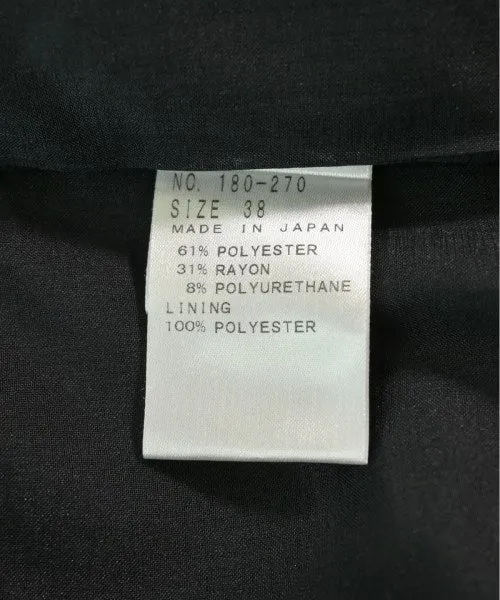 NO. 180-270
SIZE 38
MADE IN JAPAN
61% POLYESTER
31% RAYON
8% POLYURETHANE
LINING
100% POLYESTER